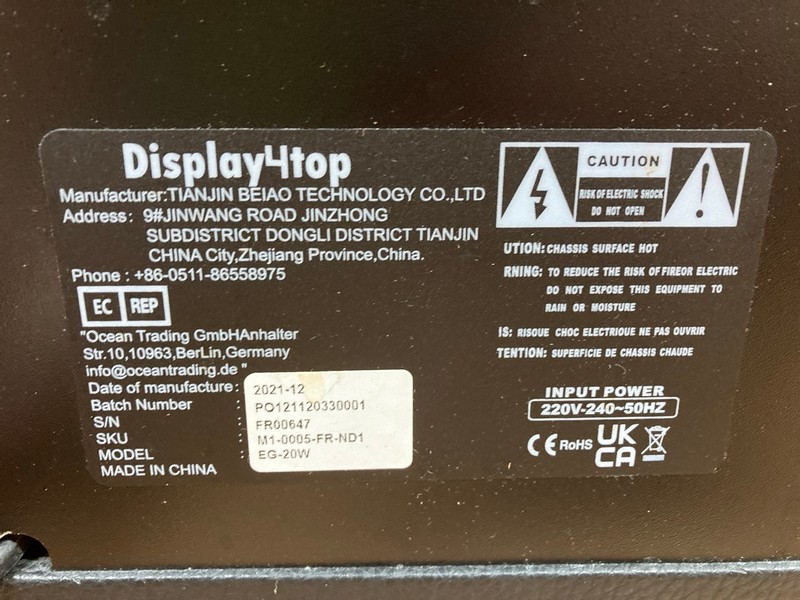 Display4top
Manufacturer:TIANJIN BEIAO TECHNOLOGY CO.,LTD
Address: 9#JINWANG ROAD JINZHONG
SUBDISTRICT DONGLI DISTRICT TIANJIN
CHINA City,Zhejiang Province,China.
Phone : +86-0511-86558975
EC REP
"Ocean Trading GmbHAnhalter
Str.10,10963,BerLin,Germany
info@oceantrading.de "
Date of manufacture: 2021-12
Batch Number : PO121120330001
S/N : FR00647
SKU : M1-0005-FR-ND1
MODEL : EG-20W
MADE IN CHINA
CAUTION
RISK OF ELECTRIC SHOCK
DO NOT OPEN
UTION: CHASSIS SURFACE HOT
RNING: TO REDUCE THE RISK OF FIREOR ELECTRIC
DO NOT EXPOSE THIS EQUIPMENT TO
RAIN OR MOISTURE
IS: RISQUE CHOC ELECTRIQUE NE PAS OUVRIR
TENTION: SUPERFICIE DE CHASSIS CHAUDE
INPUT POWER
220V-240~50HZ
CE RoHS UK
CA